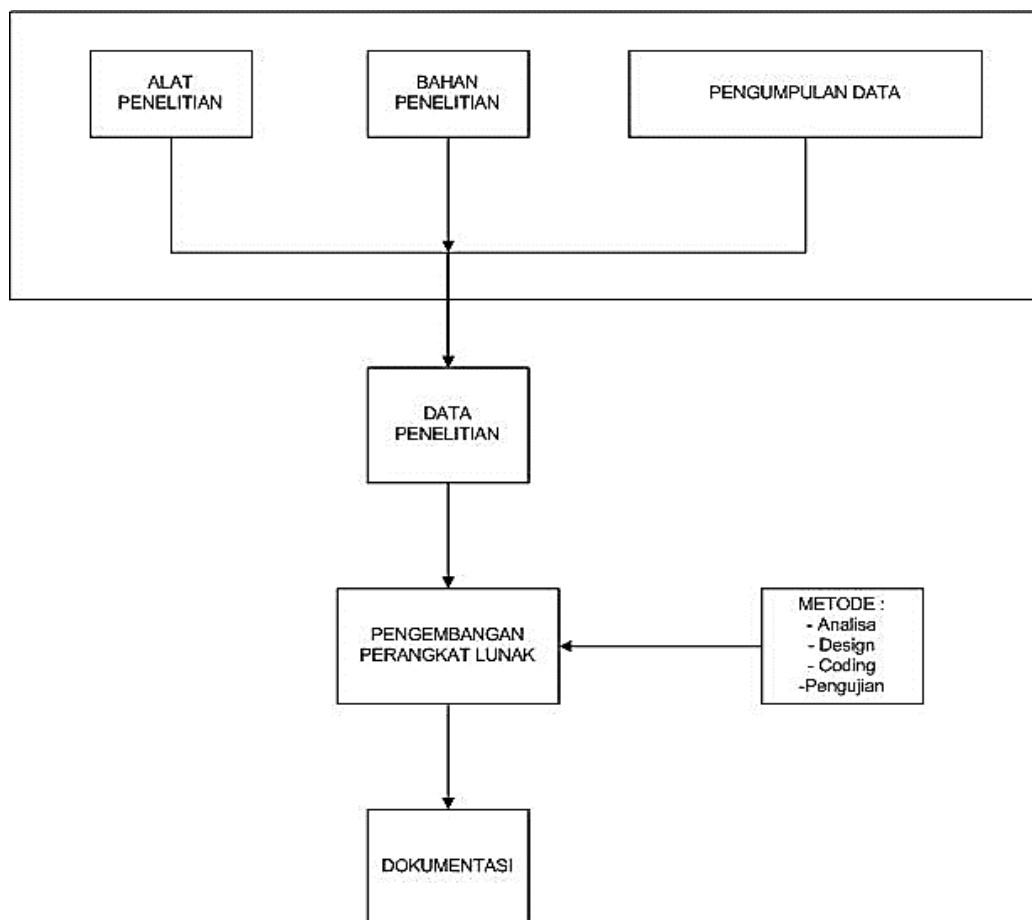 ALAT
PENELITIAN
BAHAN
PENELITIAN
PENGUMPULAN DATA
DATA
PENELITIAN
PENGEMBANGAN
PERANGKAT LUNAK
METODE :
- Analisa
- Design
- Coding
-Pengujian
DOKUMENTASI